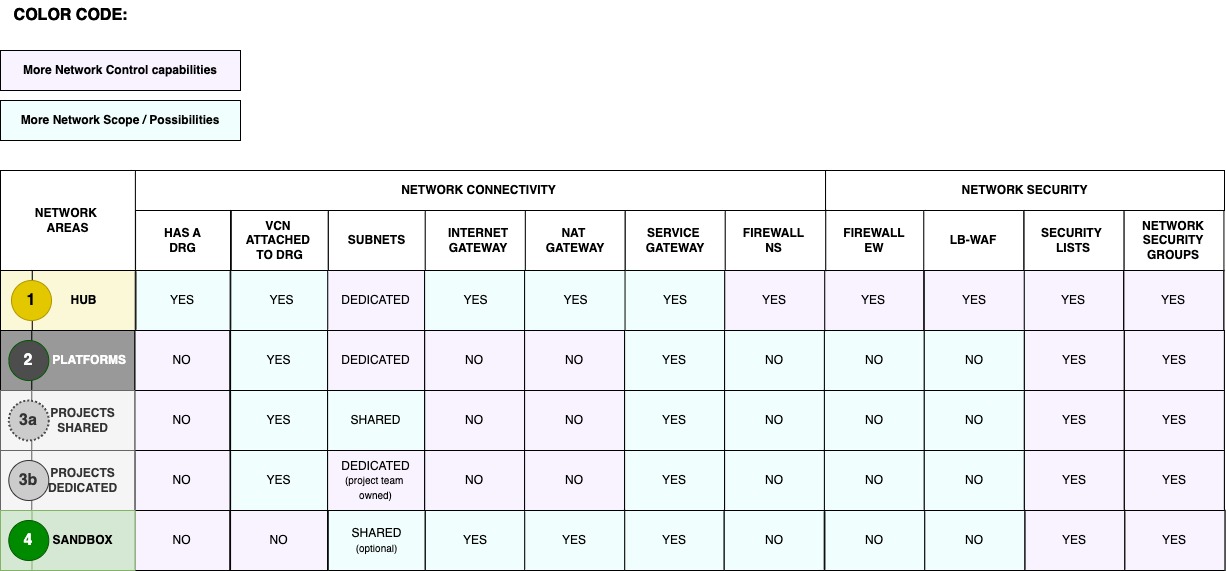 COLOR CODE:
More Network Control capabilities
More Network Scope / Possibilities
NETWORK AREAS
NETWORK CONNECTIVITY
NETWORK SECURITY
HAS A DRG
VCN ATTACHED TO DRG
SUBNETS
INTERNET GATEWAY
NAT GATEWAY
SERVICE GATEWAY
FIREWALL NS
FIREWALL EW
LB-WAF
SECURITY LISTS
NETWORK SECURITY GROUPS
1 HUB YES YES DEDICATED YES YES YES YES YES YES YES YES
2 PLATFORMS NO YES DEDICATED NO NO YES NO NO NO YES YES
3a PROJECTS SHARED NO YES SHARED NO NO YES NO NO NO YES YES
3b PROJECTS DEDICATED NO YES DEDICATED (project team owned) NO NO YES NO NO NO YES YES
4 SANDBOX NO NO SHARED (optional) YES YES YES NO NO NO YES YES